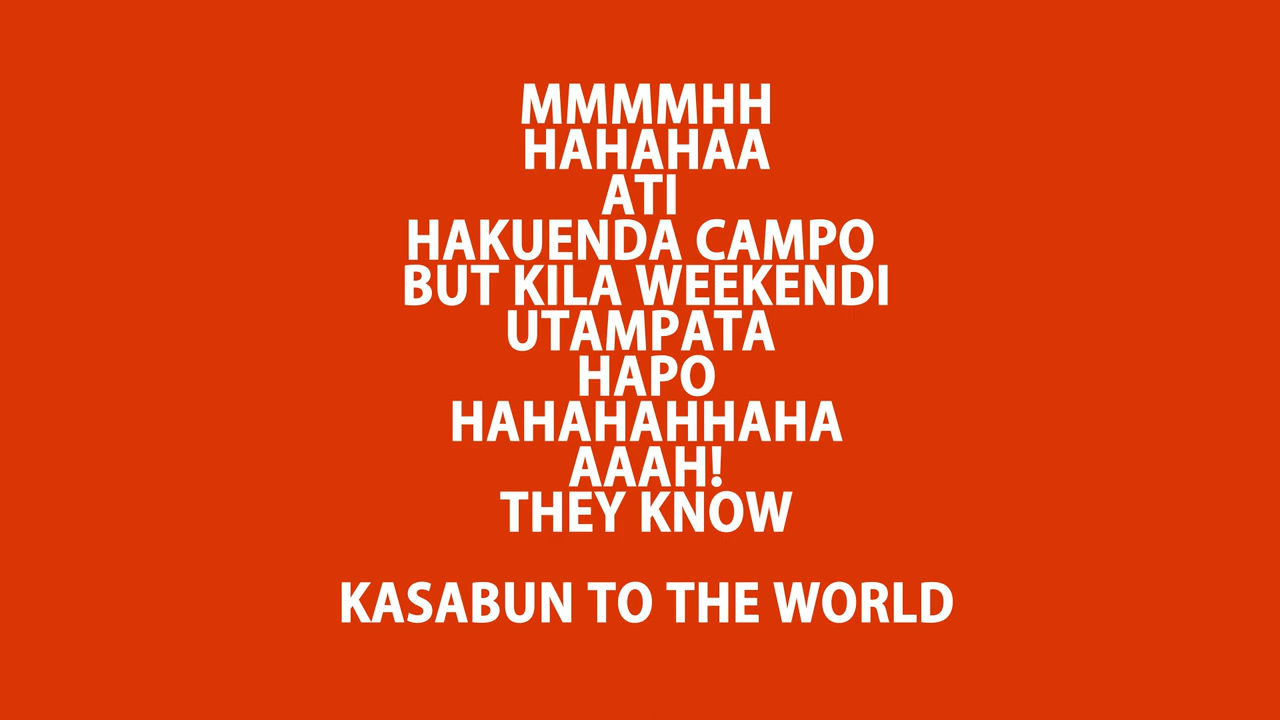 MMMMHH
HAHAHAA
ATI
HAKUENDA CAMPO
BUT KILA WEEKENDI
UTAMPATA
HAPO
HAHAHAHHAHA
AAAH!
THEY KNOW
KASABUN TO THE WORLD